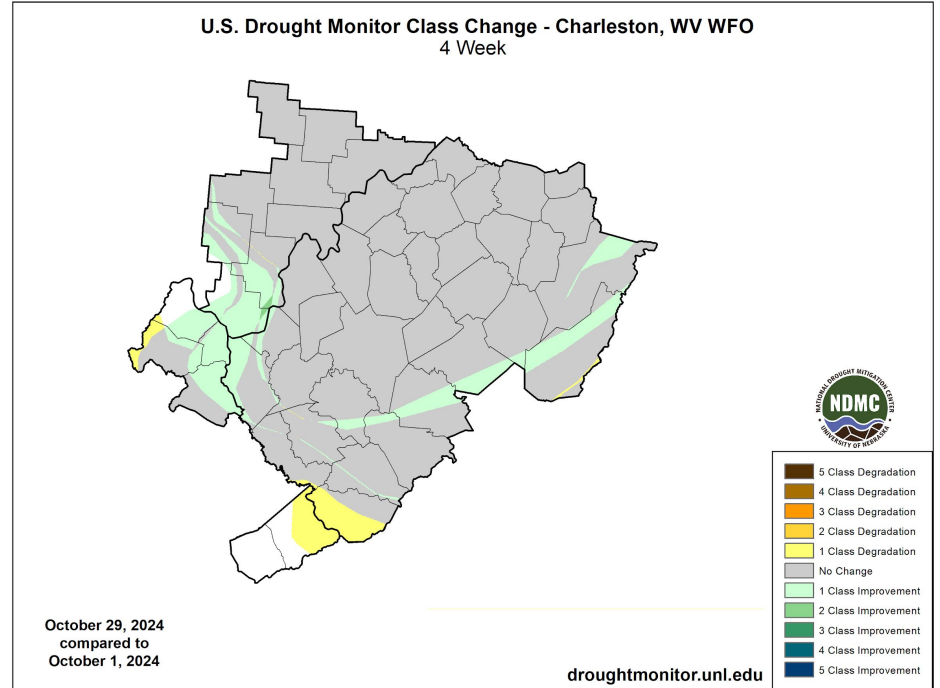 U.S. Drought Monitor Class Change - Charleston, WV WFO
4 Week
NATIONAL DROUGHT MITIGATION CENTER
NDMC
UNIVERSITY OF NEBRASKA
5 Class Degradation
4 Class Degradation
3 Class Degradation
2 Class Degradation
1 Class Degradation
No Change
1 Class Improvement
2 Class Improvement
3 Class Improvement
4 Class Improvement
5 Class Improvement
October 29, 2024
compared to
October 1, 2024
droughtmonitor.unl.edu